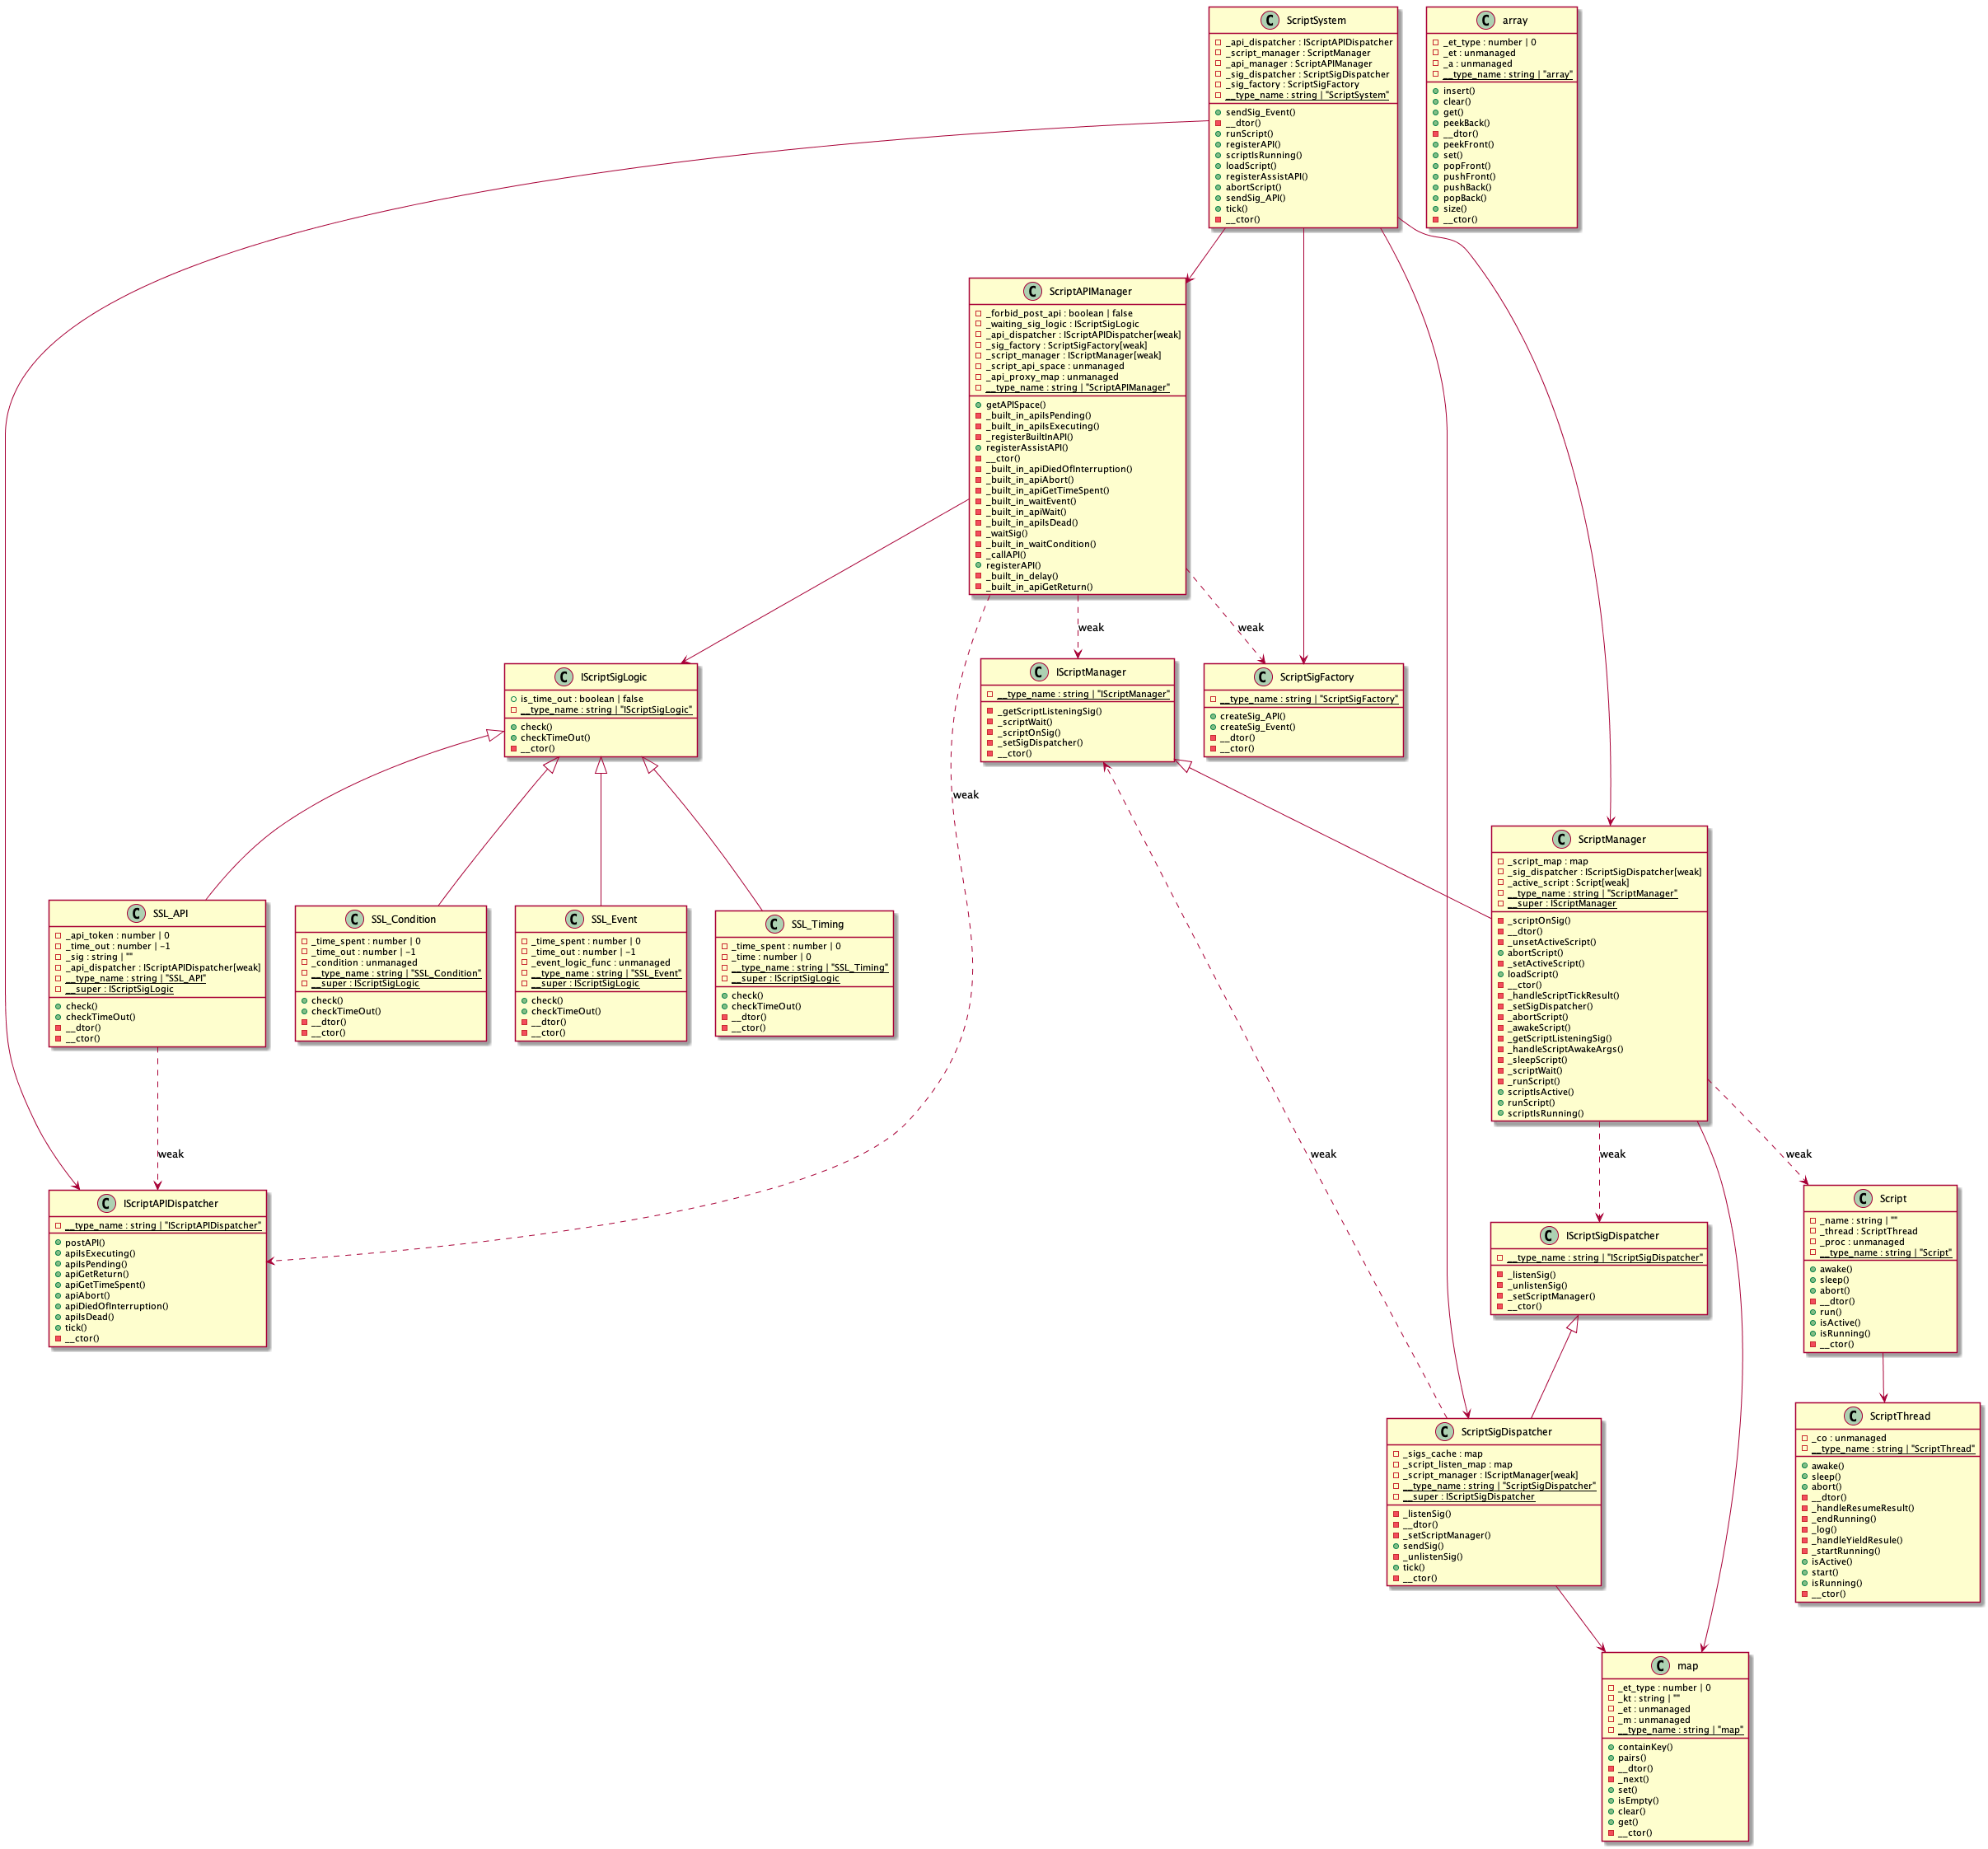 C ScriptSystem
_api_dispatcher : IScriptAPIDispatcher
_script_manager : ScriptManager
_api_manager : ScriptAPIManager
_sig_dispatcher : ScriptSigDispatcher
_sig_factory : ScriptSigFactory
__type_name : string | "ScriptSystem"
sendSig_Event()
__dtor()
runScript()
registerAPI()
scriptIsRunning()
loadScript()
registerAssistAPI()
abortScript()
sendSig_API()
tick()
__ctor()
C array
_et_type : number | 0
_et : unmanaged
_a : unmanaged
__type_name : string | "array"
insert()
clear()
get()
peekBack()
__dtor()
peekFront()
set()
popFront()
pushFront()
pushBack()
popBack()
size()
__ctor()
C ScriptAPIManager
_forbid_post_api : boolean | false
_waiting_sig_logic : IScriptSigLogic
_api_dispatcher : IScriptAPIDispatcher[weak]
_sig_factory : ScriptSigFactory[weak]
_script_manager : IScriptManager[weak]
_script_api_space : unmanaged
_api_proxy_map : unmanaged
__type_name : string | "ScriptAPIManager"
getAPISpace()
_built_in_apiIsPending()
_built_in_apiIsExecuting()
_registerBuiltInAPI()
registerAssistAPI()
__ctor()
_built_in_apiDiedOfInterruption()
_built_in_apiAbort()
_built_in_apiGetTimeSpent()
_built_in_waitEvent()
_built_in_apiWait()
_built_in_apiIsDead()
_waitSig()
_built_in_waitCondition()
_callAPI()
registerAPI()
_built_in_delay()
_built_in_apiGetReturn()
weak
weak
C IScriptSigLogic
is_time_out : boolean | false
__type_name : string | "IScriptSigLogic"
check()
checkTimeOut()
__ctor()
C IScriptManager
__type_name : string | "IScriptManager"
_getScriptListeningSig()
_scriptWait()
_scriptOnSig()
_setSigDispatcher()
__ctor()
C ScriptSigFactory
__type_name : string | "ScriptSigFactory"
createSig_API()
createSig_Event()
__dtor()
__ctor()
weak
C ScriptManager
_script_map : map
_sig_dispatcher : IScriptSigDispatcher[weak]
_active_script : Script[weak]
__type_name : string | "ScriptManager"
__super : IScriptManager
_scriptOnSig()
__dtor()
_unsetActiveScript()
abortScript()
_setActiveScript()
loadScript()
__ctor()
_handleScriptTickResult()
_setSigDispatcher()
_abortScript()
_awakeScript()
_getScriptListeningSig()
_handleScriptAwakeArgs()
_sleepScript()
_scriptWait()
_runScript()
scriptIsActive()
runScript()
scriptIsRunning()
C SSL_API
_api_token : number | 0
_time_out : number | -1
_sig : string | ""
_api_dispatcher : IScriptAPIDispatcher[weak]
__type_name : string | "SSL_API"
__super : IScriptSigLogic
check()
checkTimeOut()
__dtor()
__ctor()
C SSL_Condition
_time_spent : number | 0
_time_out : number | -1
_condition : unmanaged
__type_name : string | "SSL_Condition"
__super : IScriptSigLogic
check()
checkTimeOut()
__dtor()
__ctor()
C SSL_Event
_time_spent : number | 0
_time_out : number | -1
_event_logic_func : unmanaged
__type_name : string | "SSL_Event"
__super : IScriptSigLogic
check()
checkTimeOut()
__dtor()
__ctor()
C SSL_Timing
_time_spent : number | 0
_time : number | 0
__type_name : string | "SSL_Timing"
__super : IScriptSigLogic
check()
checkTimeOut()
__dtor()
__ctor()
weak
weak
weak
weak
C IScriptAPIDispatcher
__type_name : string | "IScriptAPIDispatcher"
postAPI()
apiIsExecuting()
apiIsPending()
apiGetReturn()
apiGetTimeSpent()
apiAbort()
apiDiedOfInterruption()
apiIsDead()
tick()
__ctor()
C IScriptSigDispatcher
__type_name : string | "IScriptSigDispatcher"
_listenSig()
_unlistenSig()
_setScriptManager()
__ctor()
C Script
_name : string | ""
_thread : ScriptThread
_proc : unmanaged
__type_name : string | "Script"
awake()
sleep()
abort()
__dtor()
run()
isActive()
isRunning()
__ctor()
C ScriptSigDispatcher
_sigs_cache : map
_script_listen_map : map
_script_manager : IScriptManager[weak]
__type_name : string | "ScriptSigDispatcher"
__super : IScriptSigDispatcher
_listenSig()
__dtor()
_setScriptManager()
sendSig()
_unlistenSig()
tick()
__ctor()
C ScriptThread
_co : unmanaged
__type_name : string | "ScriptThread"
awake()
sleep()
abort()
__dtor()
_handleResumeResult()
_endRunning()
_log()
_handleYieldResule()
_startRunning()
isActive()
start()
isRunning()
__ctor()
C map
_et_type : number | 0
_kt : string | ""
_et : unmanaged
_m : unmanaged
__type_name : string | "map"
containKey()
pairs()
__dtor()
_next()
set()
isEmpty()
clear()
get()
__ctor()